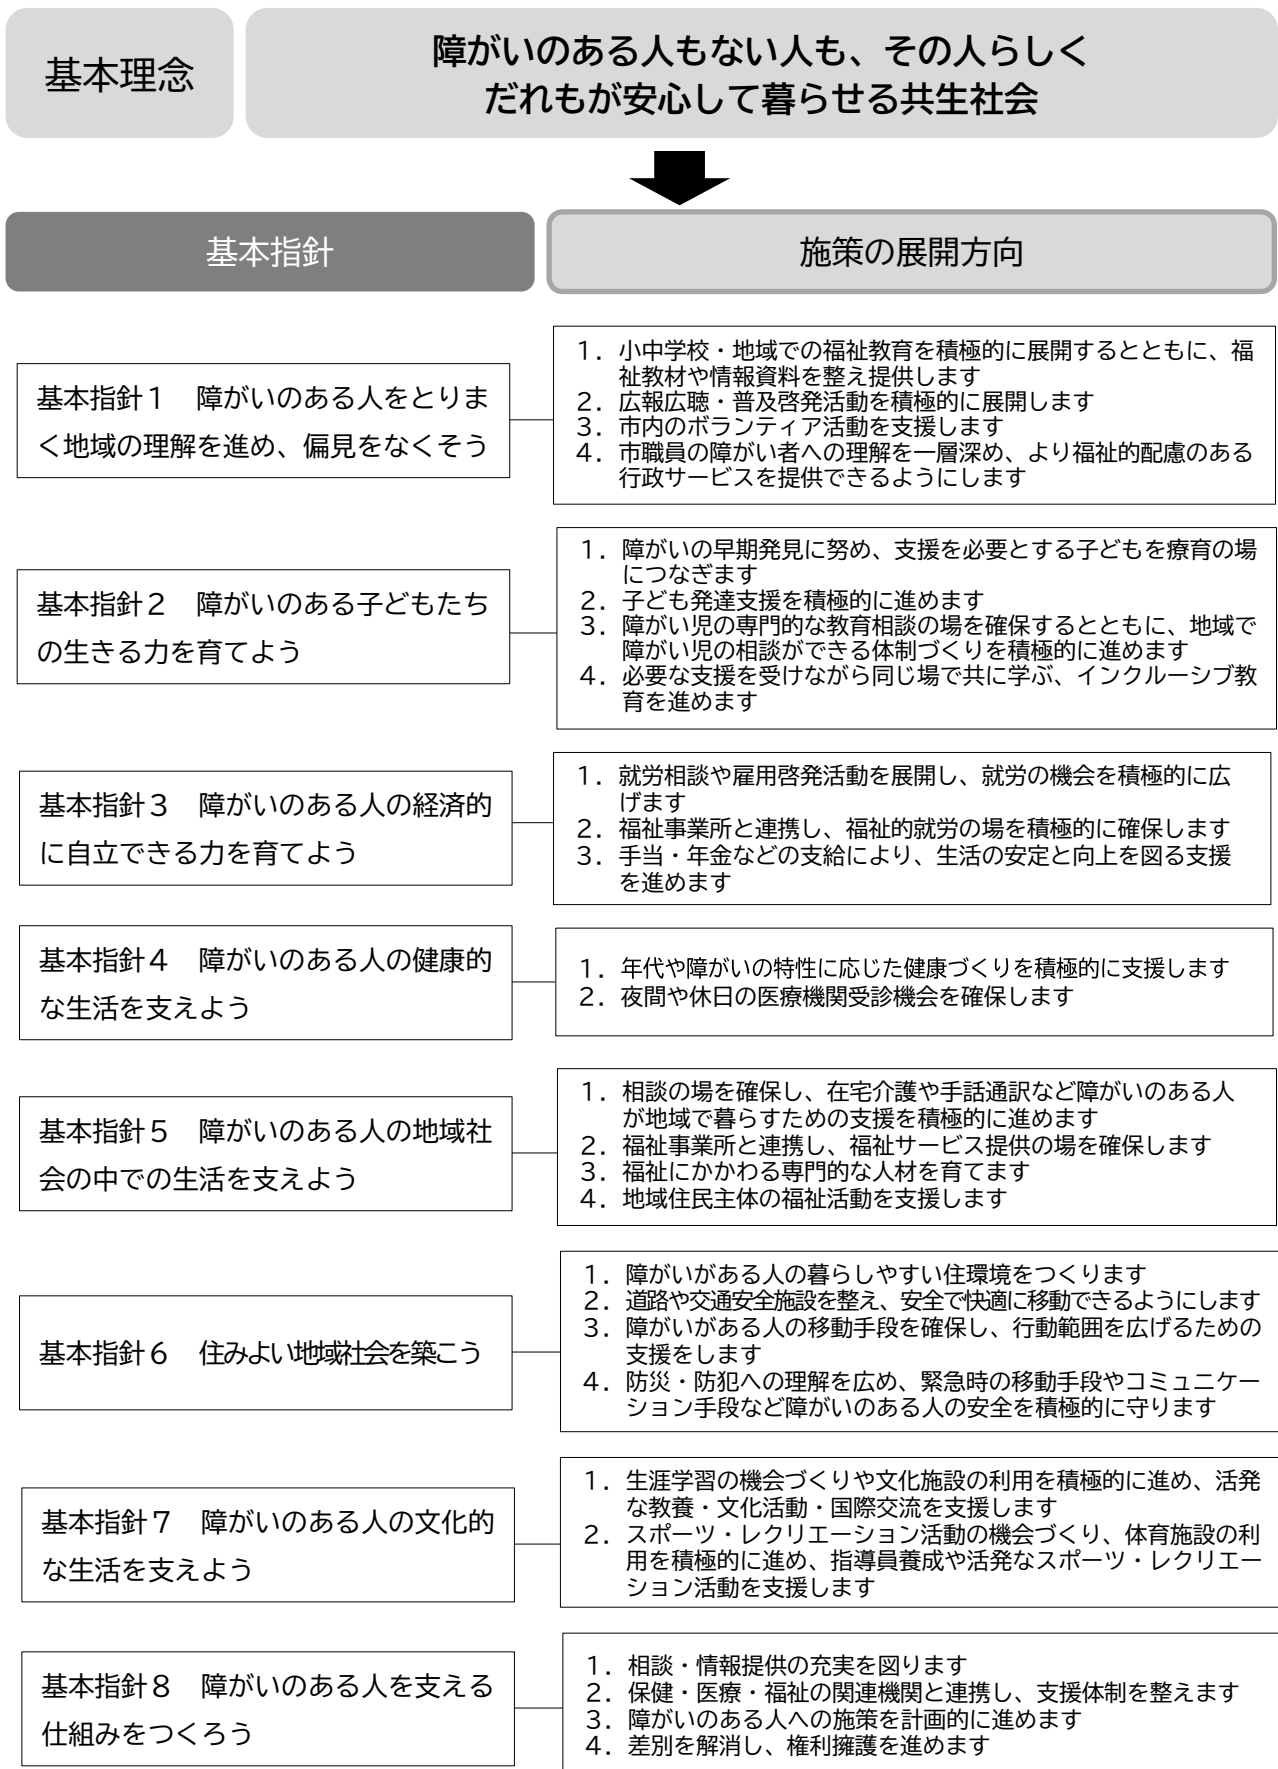 基本理念
障がいのある人もない人も、その人らしく
だれもが安心して暮らせる共生社会
基本指針
施策の展開方向
基本指針１　障がいのある人をとりま
く地域の理解を進め、偏見をなくそう
１．小中学校・地域での福祉教育を積極的に展開するとともに、福
祉教材や情報資料を整え提供します
２．広報広聴・普及啓発活動を積極的に展開します
３．市内のボランティア活動を支援します
４．市職員の障がい者への理解を一層深め、より福祉的配慮のある
行政サービスを提供できるようにします
基本指針２　障がいのある子どもたち
の生きる力を育てよう
１．障がいの早期発見に努め、支援を必要とする子どもを療育の場
につなぎます
２．子ども発達支援を積極的に進めます
３．障がい児の専門的な教育相談の場を確保するとともに、地域で
障がい児の相談ができる体制づくりを積極的に進めます
４．必要な支援を受けながら同じ場で共に学ぶ、インクルーシブ教
育を進めます
基本指針３　障がいのある人の経済的
に自立できる力を育てよう
１．就労相談や雇用啓発活動を展開し、就労の機会を積極的に広
げます
２．福祉事業所と連携し、福祉的就労の場を積極的に確保します
３．手当・年金などの支給により、生活の安定と向上を図る支援
を進めます
基本指針４　障がいのある人の健康的
な生活を支えよう
１．年代や障がいの特性に応じた健康づくりを積極的に支援します
２．夜間や休日の医療機関受診機会を確保します
基本指針５　障がいのある人の地域社
会の中での生活を支えよう
１．相談の場を確保し、在宅介護や手話通訳など障がいのある人
が地域で暮らすための支援を積極的に進めます
２．福祉事業所と連携し、福祉サービス提供の場を確保します
３．福祉にかかわる専門的な人材を育てます
４．地域住民主体の福祉活動を支援します
基本指針６　住みよい地域社会を築こう
１．障がいがある人の暮らしやすい住環境をつくります
２．道路や交通安全施設を整え、安全で快適に移動できるようにします
３．障がいがある人の移動手段を確保し、行動範囲を広げるための
支援をします
４．防災・防犯への理解を広め、緊急時の移動手段やコミュニケー
ション手段など障がいのある人の安全を積極的に守ります
基本指針７　障がいのある人の文化的
な生活を支えよう
１．生涯学習の機会づくりや文化施設の利用を積極的に進め、活発
な教養・文化活動・国際交流を支援します
２．スポーツ・レクリエーション活動の機会づくり、体育施設の利
用を積極的に進め、指導員養成や活発なスポーツ・レクリエー
ション活動を支援します
基本指針８　障がいのある人を支える
仕組みをつくろう
１．相談・情報提供の充実を図ります
２．保健・医療・福祉の関連機関と連携し、支援体制を整えます
３．障がいのある人への施策を計画的に進めます
４．差別を解消し、権利擁護を進めます